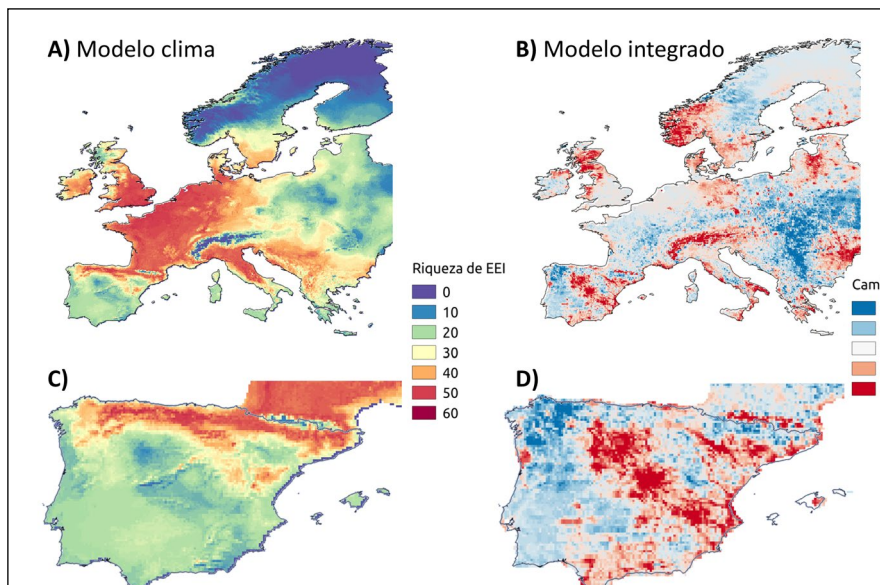 A) Modelo clima
B) Modelo integrado
Riqueza de EEI
0
10
20
30
40
50
60
Cam
C)
D)